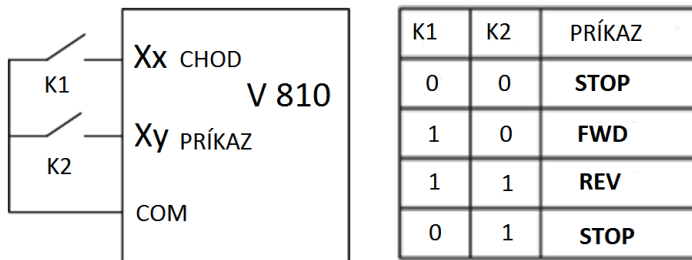 Xx CHOD
K1
V 810
Xy PRÍKAZ
K2
COM
K1 K2 PRÍKAZ
0 0 STOP
1 0 FWD
1 1 REV
0 1 STOP